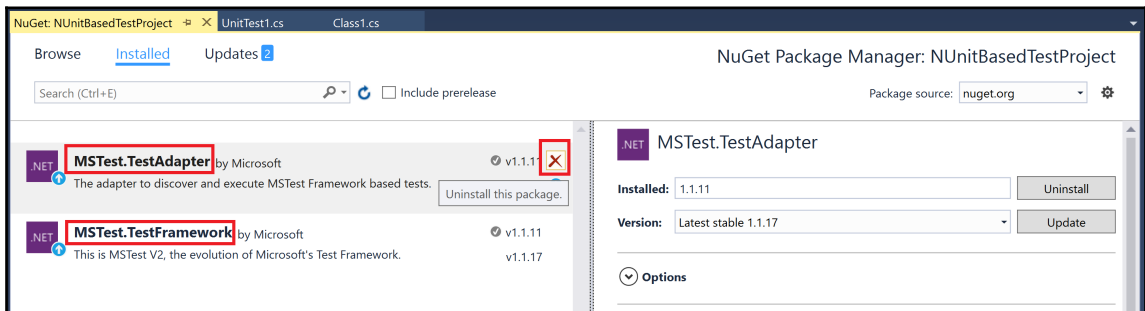 NuGet: NUnitBasedTestProject UnitTest1.cs Class1.cs
Browse Installed Updates 2
NuGet Package Manager: NUnitBasedTestProject
Search (Ctrl+E) Include prerelease
Package source: nuget.org
.NET MSTest.TestAdapter by Microsoft v1.1.11
The adapter to discover and execute MSTest Framework based tests.
Uninstall this package.
.NET MSTest.TestFramework by Microsoft v1.1.11
This is MSTest V2, the evolution of Microsoft's Test Framework. v1.1.17
.NET MSTest.TestAdapter
Installed: 1.1.11 Uninstall
Version: Latest stable 1.1.17 Update
Options